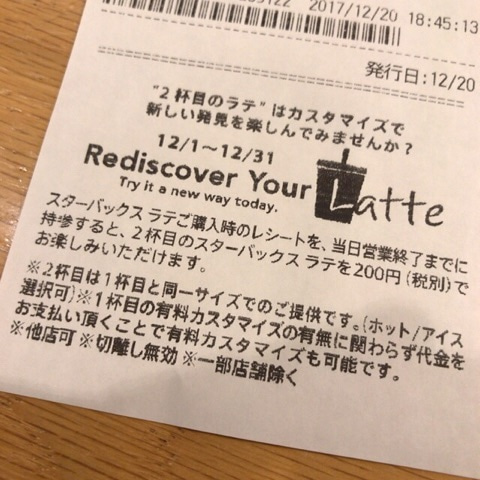 2017/12/20 18:45:13
発行日:12/20
"2杯目のラテ"はカスタマイズで
新しい発見を楽しんでみませんか?
12/1〜12/31
Rediscover Your Latte
Try it a new way today.
スターバックス ラテご購入時のレシートを、当日営業終了までに
持参すると、2杯目のスターバックス ラテを200円(税別)で
お楽しみいただけます。
※2杯目は1杯目と同一サイズでのご提供です。(ホット/アイス
選択可)※1杯目の有料カスタマイズの有無に関わらず代金を
お支払い頂くことで有料カスタマイズも可能です。
※他店可 ※切離し無効 ※一部店舗除く